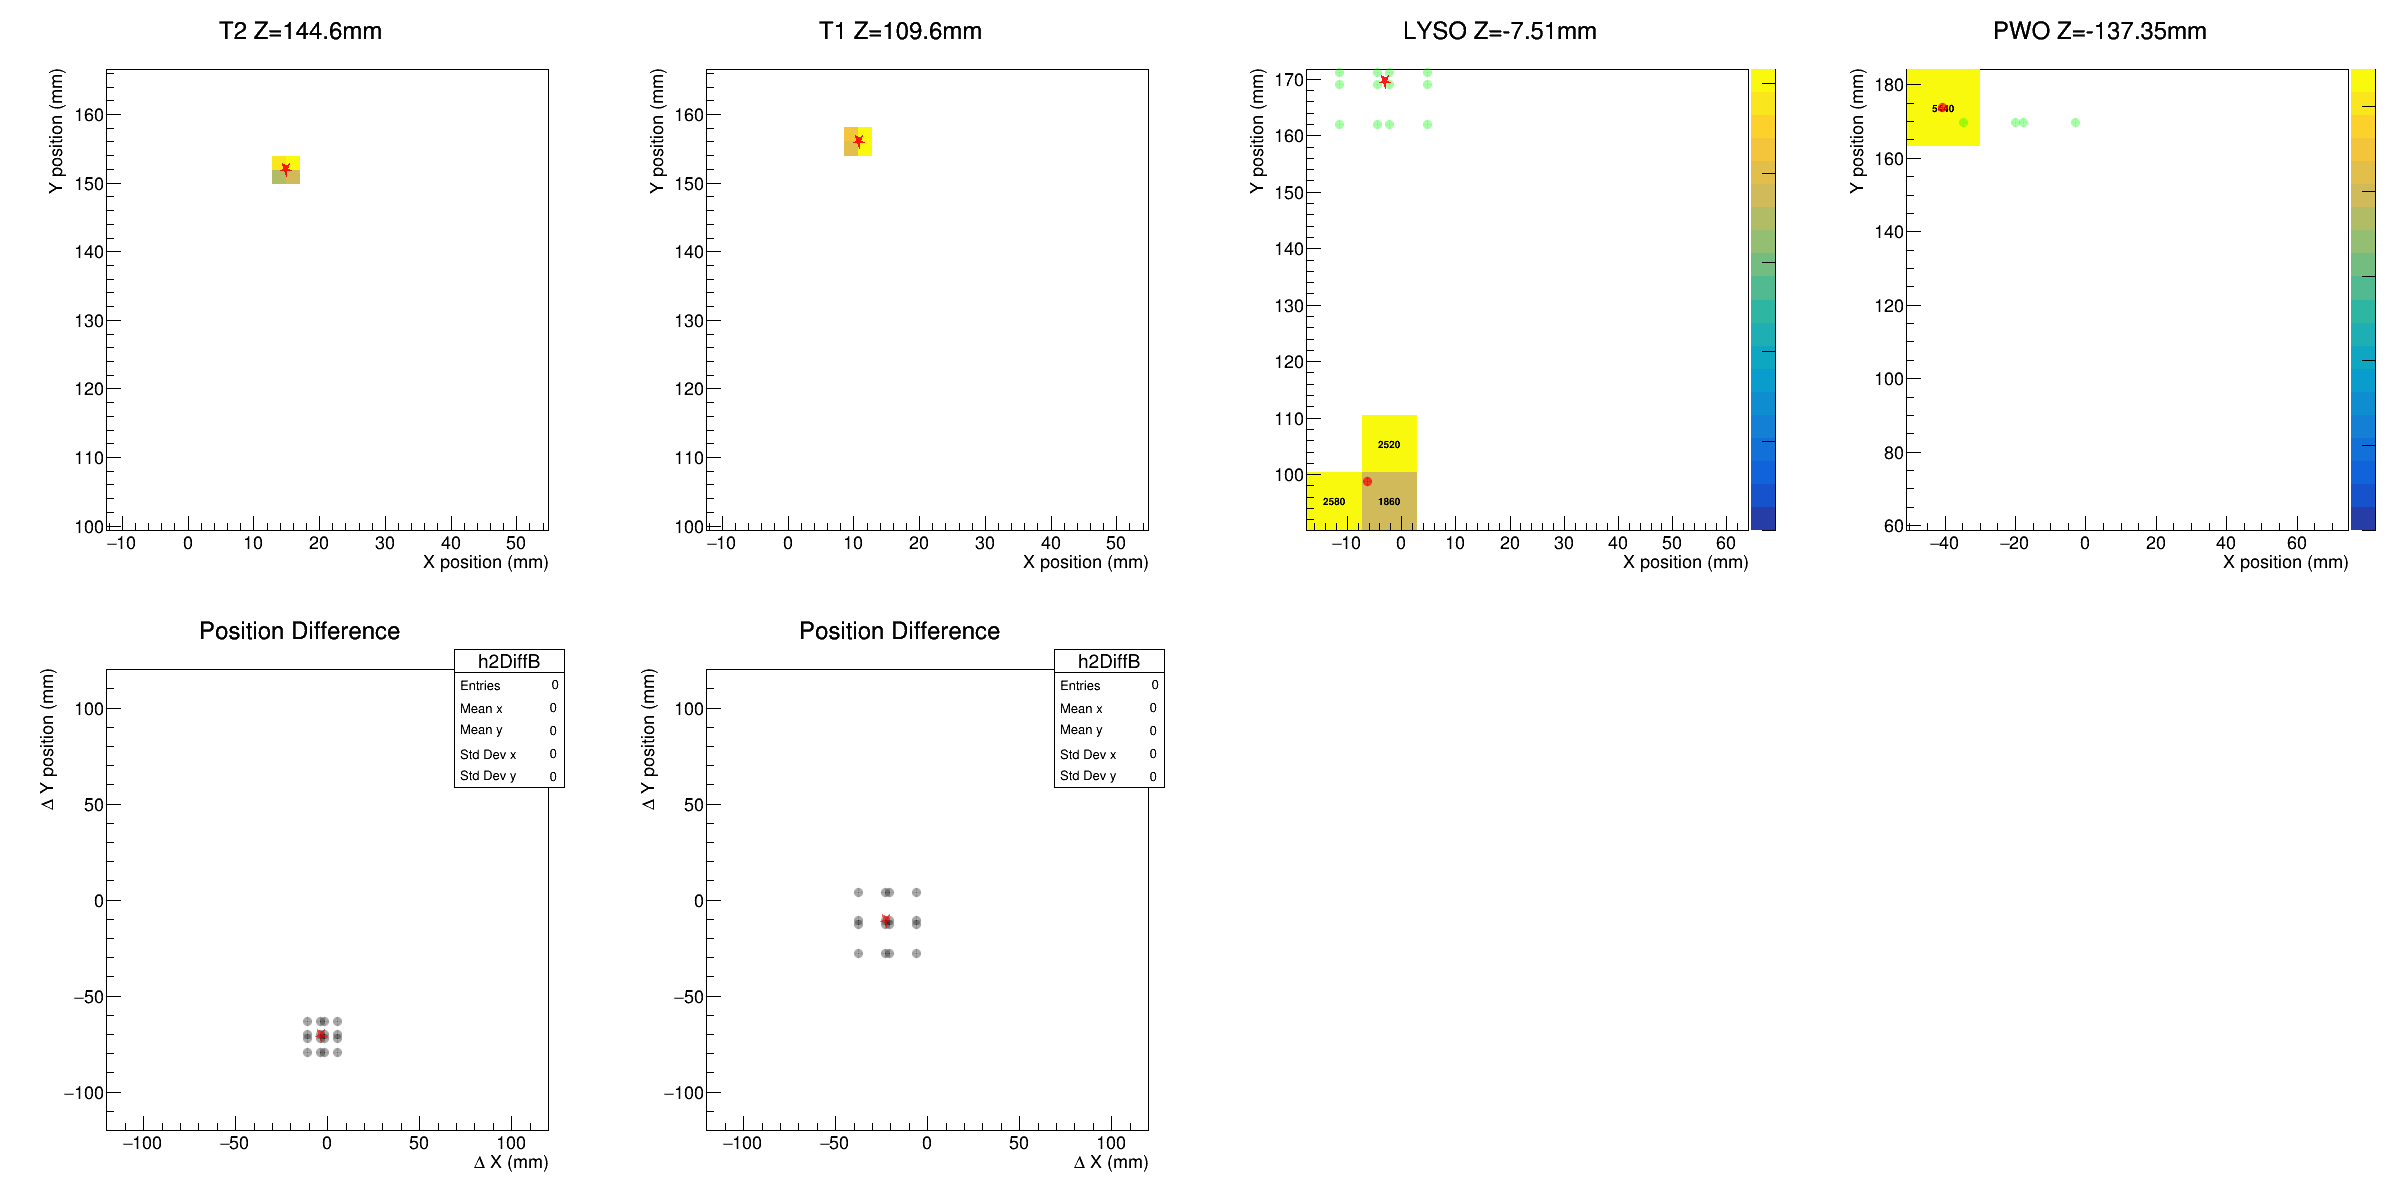 T2 Z=144.6mm
Y position (mm)
160
150
140
130
120
110
100
−10 0 10 20 30 40 50
X position (mm)
T1 Z=109.6mm
Y position (mm)
160
150
140
130
120
110
100
−10 0 10 20 30 40 50
X position (mm)
LYSO Z=-7.51mm
Y position (mm)
170
160
150
140
130
120
110
100
2520
2580 1860
−10 0 10 20 30 40 50 60
X position (mm)
PWO Z=-137.35mm
Y position (mm)
180
160
140
120
100
80
60
−40 −20 0 20 40 60
X position (mm)
Position Difference
h2DiffB
Entries 0
Mean x 0
Mean y 0
Std Dev x 0
Std Dev y 0
Δ Y position (mm)
100
50
0
−50
−100
−100 −50 0 50 100
Δ X (mm)
Position Difference
h2DiffB
Entries 0
Mean x 0
Mean y 0
Std Dev x 0
Std Dev y 0
Δ Y position (mm)
100
50
0
−50
−100
−100 −50 0 50 100
Δ X (mm)